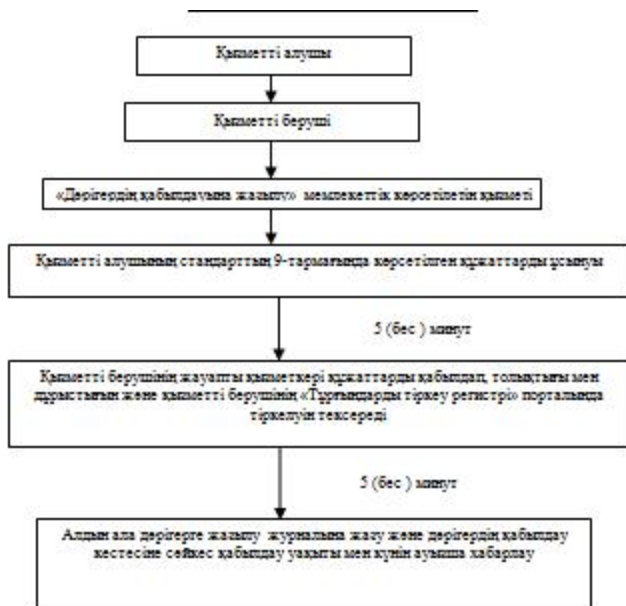 Қызметті алушы
Қызметті беруші
«Дәрігердің қабылдауына жазылу» мемлекеттік көрсетілетін қызметі
Қызметті алушының стандарттың 9-тармағында көрсетілген құжаттарды ұсынуы
5 (бес ) минут
Қызметті берушінің жауапты қызметкері құжаттарды қабылдап, толықтығы мен
дұрыстығын және қызметті берушінің «Тұрғындарды тіркеу регистрі» порталында
тіркелуін тексереді
5 (бес ) минут
Алдын ала дәрігерге жазылу журналына жазу және дәрігердің қабылдау
кестесіне сәйкес қабылдау уақыты мен күнін ауызша хабарлау